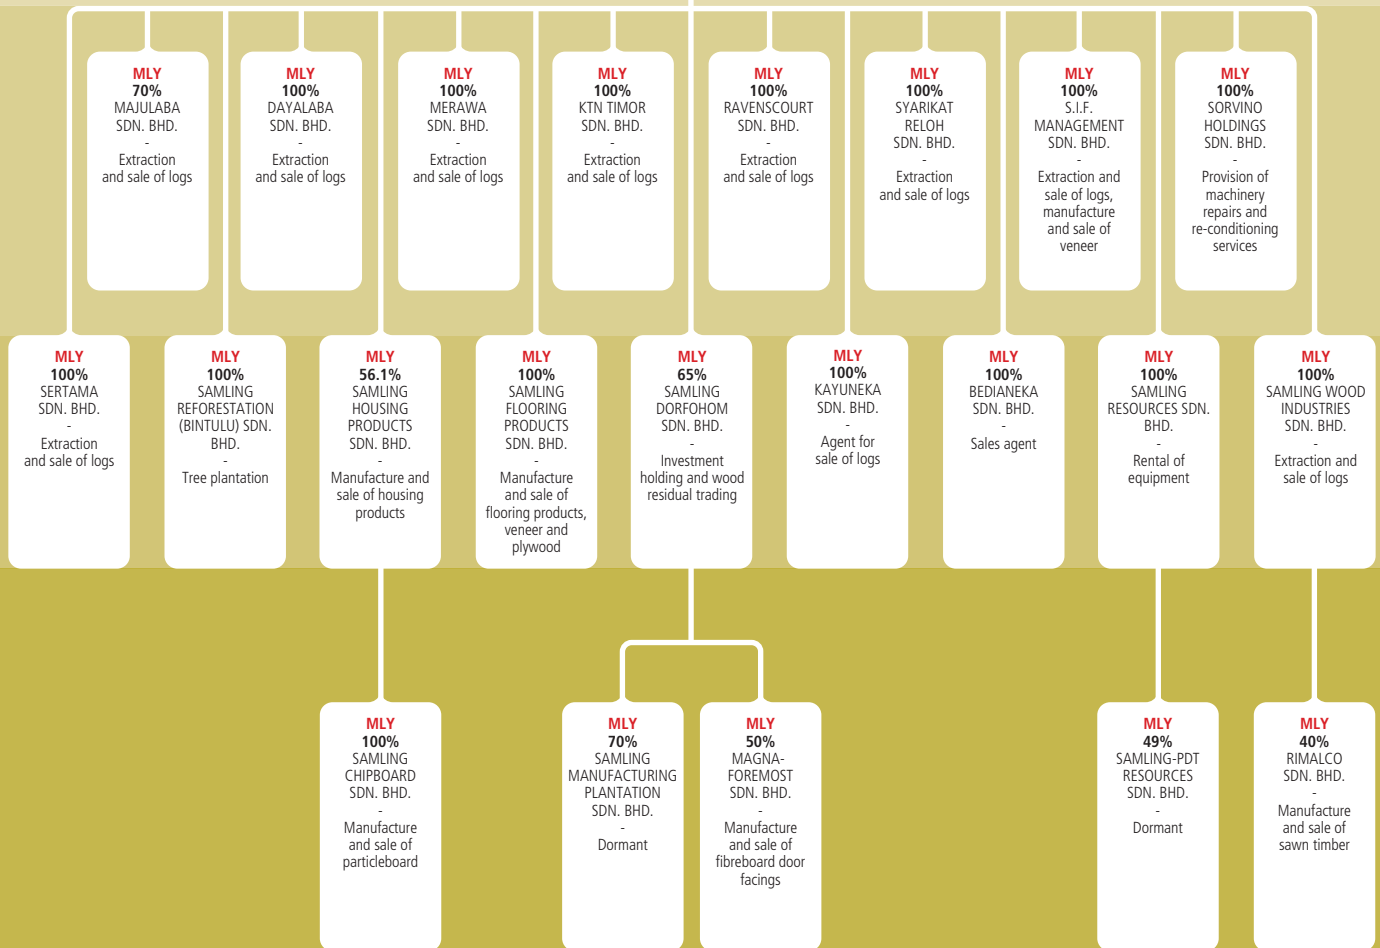 MLY
70%
MAJULABA
SDN. BHD.
-
Extraction
and sale of logs
MLY
100%
DAYALABA
SDN. BHD.
-
Extraction
and sale of logs
MLY
100%
MERAWA
SDN. BHD.
-
Extraction
and sale of logs
MLY
100%
KTN TIMOR
SDN. BHD.
-
Extraction
and sale of logs
MLY
100%
RAVENSCOURT
SDN. BHD.
-
Extraction
and sale of logs
MLY
100%
SYARIKAT
RELOH
SDN. BHD.
-
Extraction
and sale of logs
MLY
100%
S.I.F.
MANAGEMENT
SDN. BHD.
-
Extraction and
sale of logs,
manufacture
and sale of
veneer
MLY
100%
SORVINO
HOLDINGS
SDN. BHD.
-
Provision of
machinery
repairs and
re-conditioning
services
MLY
100%
SERTAMA
SDN. BHD.
-
Extraction
and sale of logs
MLY
100%
SAMLING
REFORESTATION
(BINTULU) SDN.
BHD.
-
Tree plantation
MLY
56.1%
SAMLING
HOUSING
PRODUCTS
SDN. BHD.
-
Manufacture and
sale of housing
products
MLY
100%
SAMLING
FLOORING
PRODUCTS
SDN. BHD.
-
Manufacture
and sale of
flooring products,
veneer and
plywood
MLY
65%
SAMLING
DORFOHOM
SDN. BHD.
-
Investment
holding and wood
residual trading
MLY
100%
KAYUNEKA
SDN. BHD.
-
Agent for
sale of logs
MLY
100%
BEDIANEKA
SDN. BHD.
-
Sales agent
MLY
100%
SAMLING
RESOURCES SDN.
BHD.
-
Rental of
equipment
MLY
100%
SAMLING WOOD
INDUSTRIES
SDN. BHD.
-
Extraction and
sale of logs
MLY
100%
SAMLING
CHIPBOARD
SDN. BHD.
-
Manufacture
and sale of
particleboard
MLY
70%
SAMLING
MANUFACTURING
PLANTATION
SDN. BHD.
-
Dormant
MLY
50%
MAGNA-
FOREMOST
SDN. BHD.
-
Manufacture
and sale of
fibreboard door
facings
MLY
49%
SAMLING-PDT
RESOURCES
SDN. BHD.
-
Dormant
MLY
40%
RIMALCO
SDN. BHD.
-
Manufacture
and sale of
sawn timber